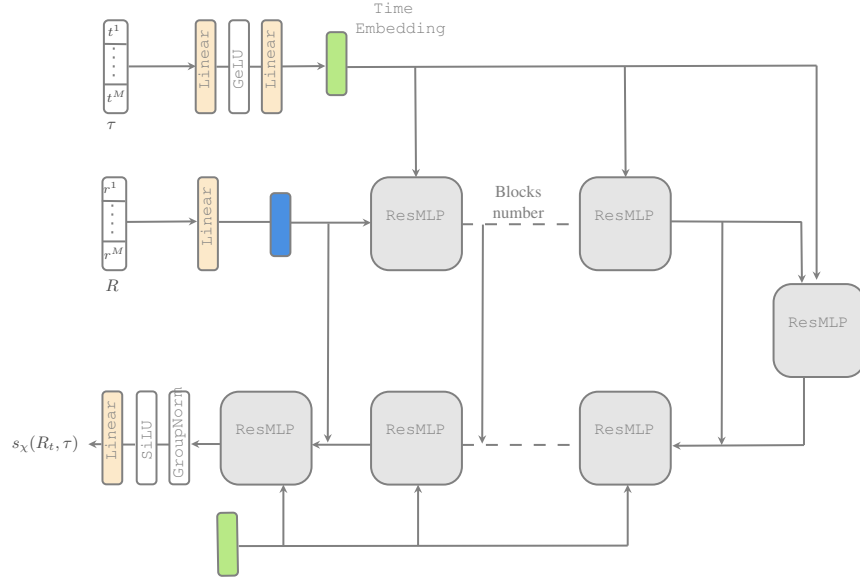 Time
Embedding
t^1
⋮
t^M
τ
Linear
GeLU
Linear
r^1
⋮
r^M
R
Linear
ResMLP
Blocks
number
ResMLP
ResMLP
s_χ(R_t, τ)
Linear
SiLU
GroupNorm
ResMLP
ResMLP
ResMLP